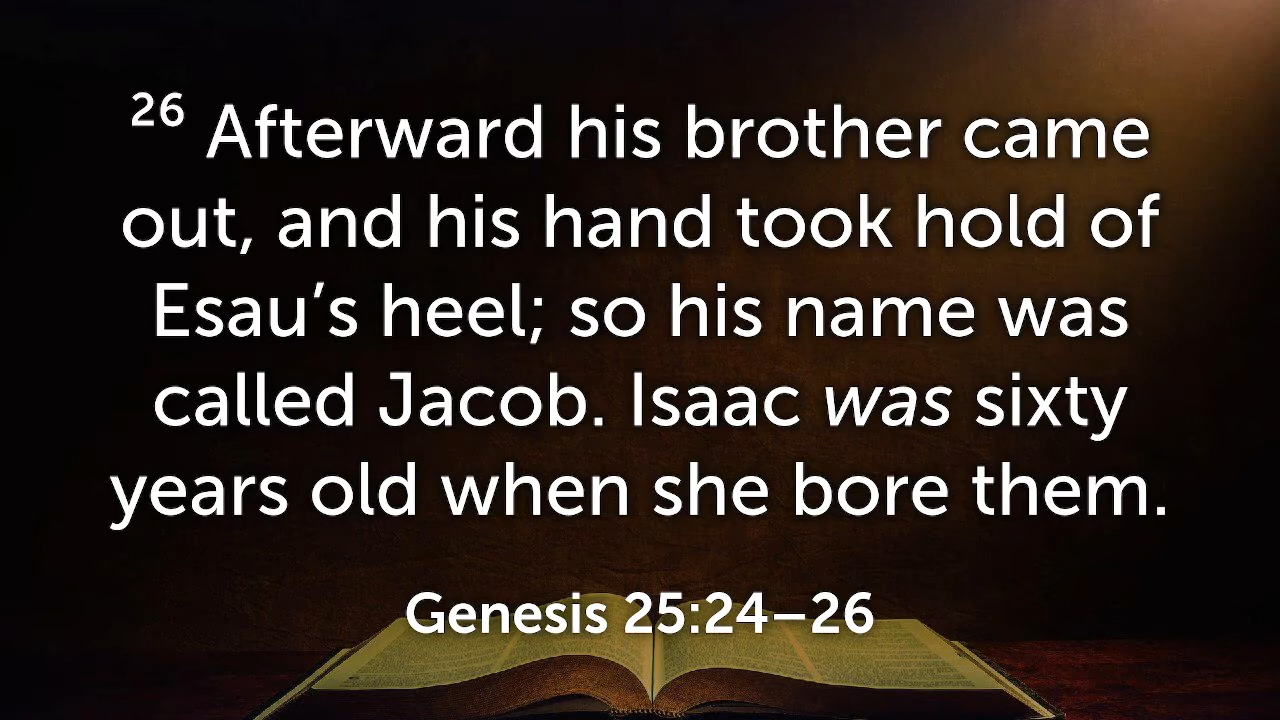 26 Afterward his brother came
out, and his hand took hold of
Esau’s heel; so his name was
called Jacob. Isaac was sixty
years old when she bore them.
Genesis 25:24–26